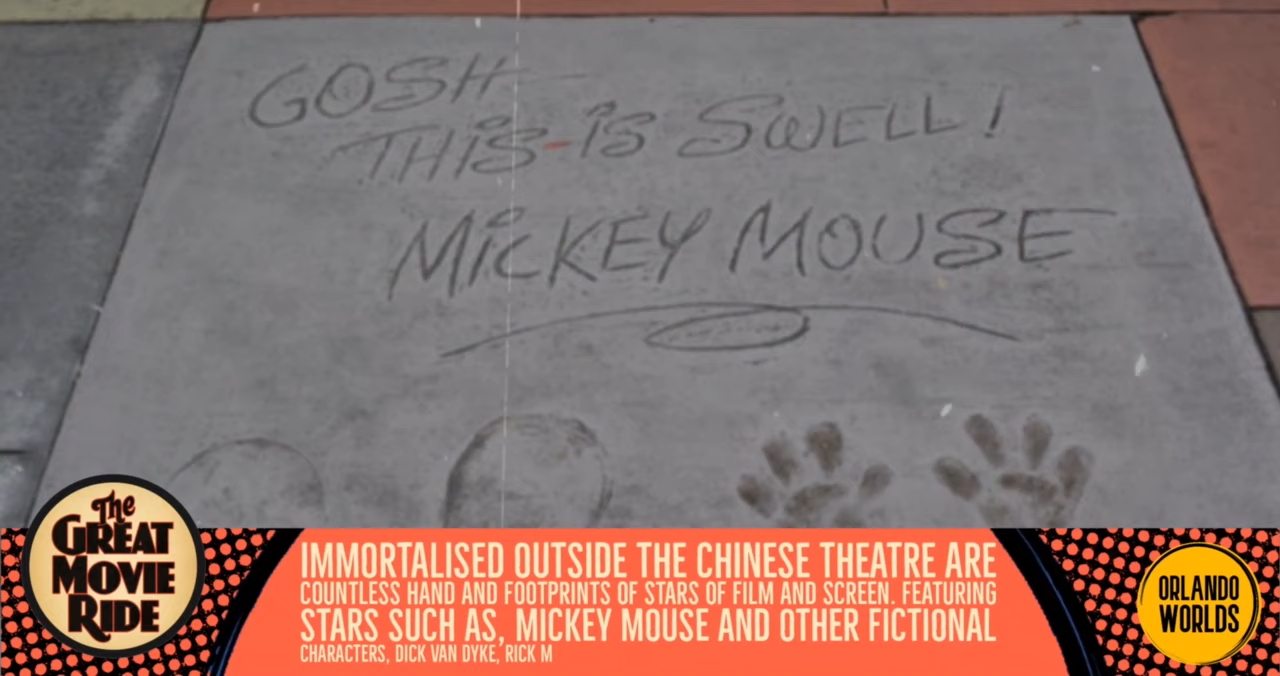 GOSH
THIS IS SWELL!
MICKEY MOUSE
The
GREAT
MOVIE
RIDE
IMMORTALISED OUTSIDE THE CHINESE THEATRE ARE
COUNTLESS HAND AND FOOTPRINTS OF STARS OF FILM AND SCREEN. FEATURING
STARS SUCH AS, MICKEY MOUSE AND OTHER FICTIONAL
CHARACTERS, DICK VAN DYKE, RICK M
ORLANDO
WORLDS